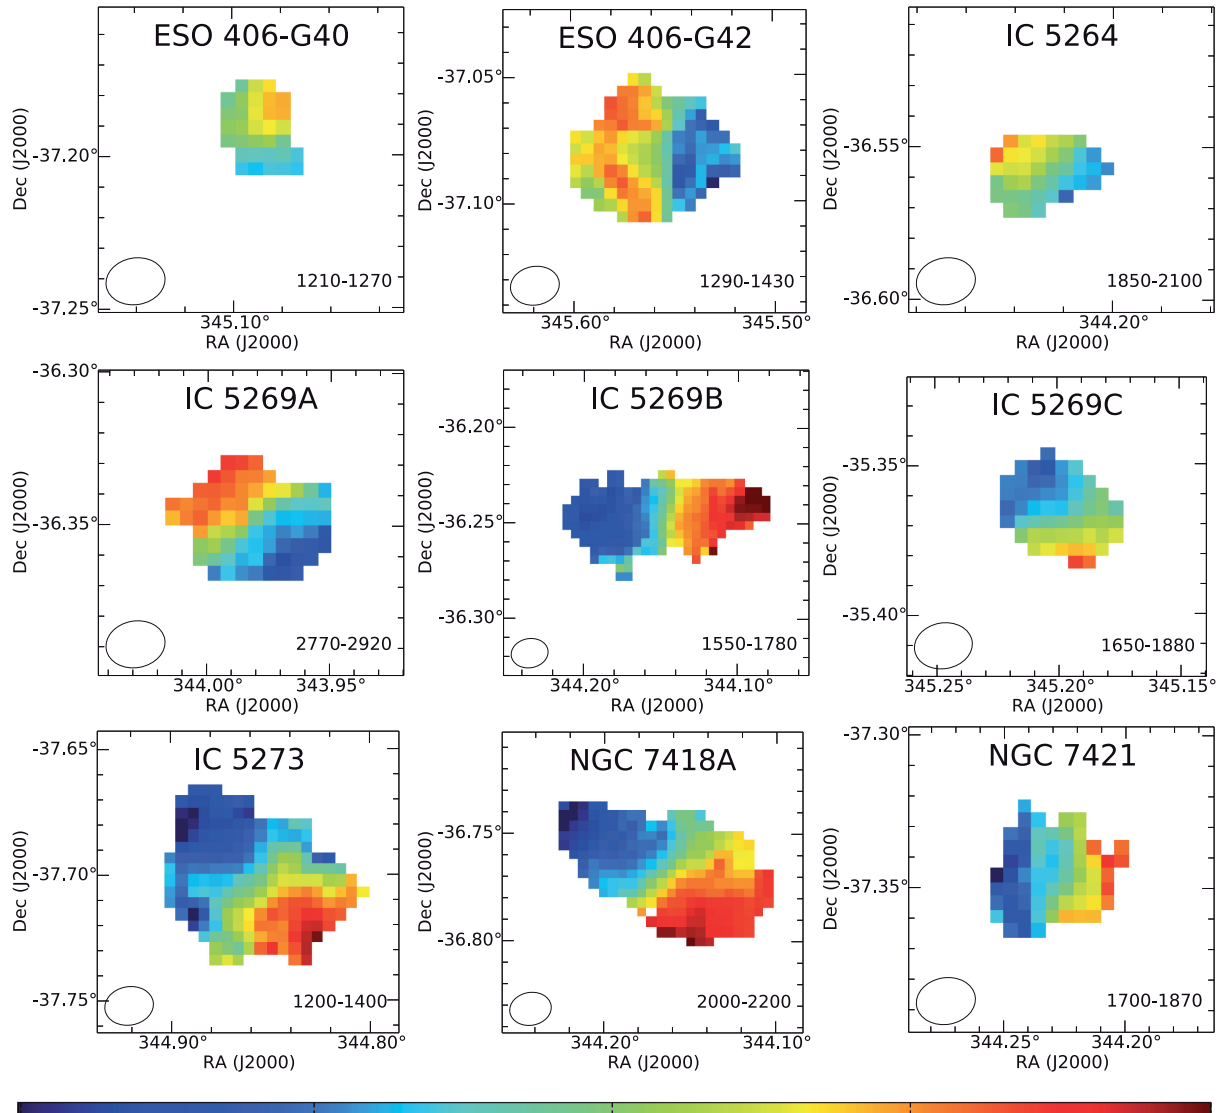 ESO 406-G40
Dec (J2000)
-37.20°
-37.25°
1210-1270
345.10°
RA (J2000)
ESO 406-G42
Dec (J2000)
-37.05°
-37.10°
1290-1430
345.60° 345.50°
RA (J2000)
IC 5264
Dec (J2000)
-36.55°
-36.60°
1850-2100
344.20°
RA (J2000)
IC 5269A
Dec (J2000)
-36.30°
-36.35°
2770-2920
344.00° 343.95°
RA (J2000)
IC 5269B
Dec (J2000)
-36.20°
-36.25°
-36.30°
1550-1780
344.20° 344.10°
RA (J2000)
IC 5269C
Dec (J2000)
-35.35°
-35.40°
1650-1880
345.25° 345.20° 345.15°
RA (J2000)
IC 5273
Dec (J2000)
-37.65°
-37.70°
-37.75°
1200-1400
344.90° 344.80°
RA (J2000)
NGC 7418A
Dec (J2000)
-36.75°
-36.80°
2000-2200
344.20° 344.10°
RA (J2000)
NGC 7421
Dec (J2000)
-37.30°
-37.35°
1700-1870
344.25° 344.20°
RA (J2000)